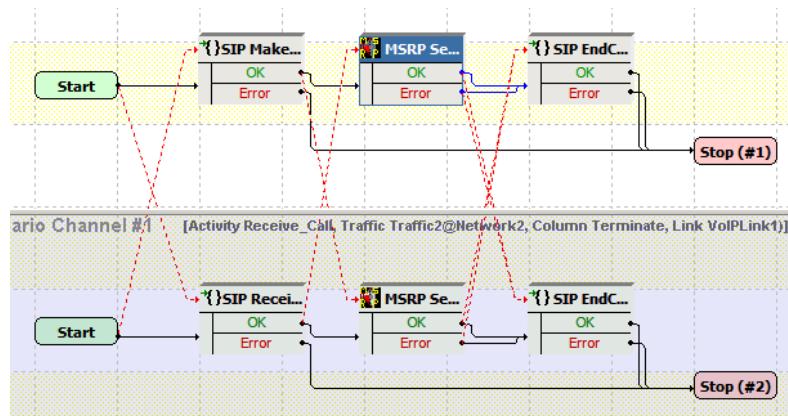 {}SIP Make...
MSRP Se...
{} SIP EndC...
OK
OK
OK
Start
Error
Error
Error
Stop (#1)
ario Channel #1
[Activity Receive_Call, Traffic Traffic2@Network2, Column Terminate, Link VoIPLink1)]
{}SIP Recei...
MSRP Se...
{} SIP EndC...
OK
OK
OK
Start
Error
Error
Error
Stop (#2)